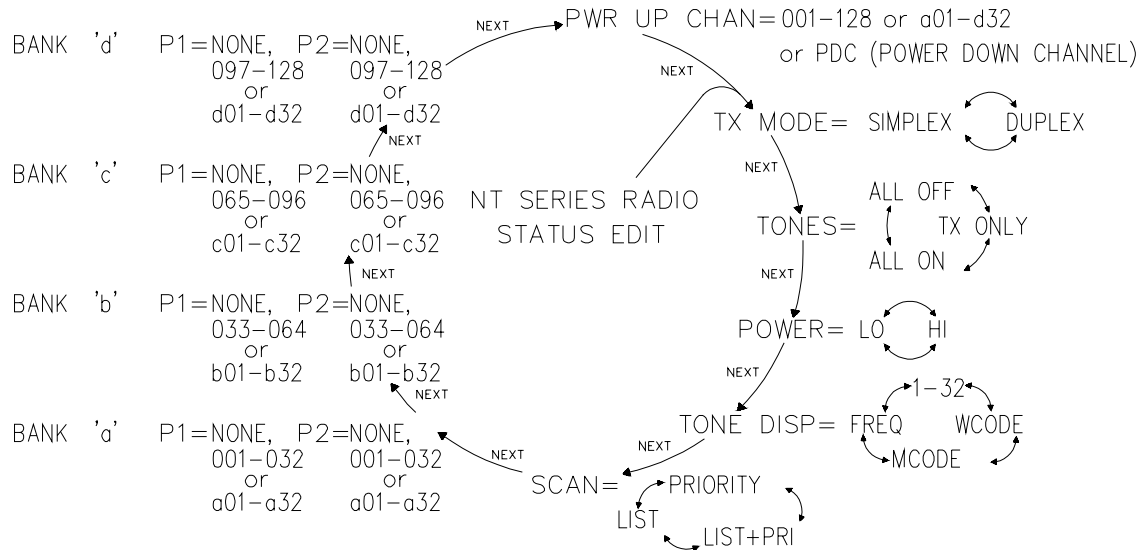 PWR UP CHAN=001-128 or a01-d32
or PDC (POWER DOWN CHANNEL)
NEXT
NEXT
BANK 'd' P1=NONE, P2=NONE,
097-128 097-128
or or
d01-d32 d01-d32
NEXT
TX MODE= SIMPLEX DUPLEX
NEXT
BANK 'c' P1=NONE, P2=NONE,
065-096 065-096
or or
c01-c32 c01-c32
NEXT
NT SERIES RADIO
STATUS EDIT
ALL OFF
TONES= TX ONLY
ALL ON
NEXT
BANK 'b' P1=NONE, P2=NONE,
033-064 033-064
or or
b01-b32 b01-b32
NEXT
POWER= LO HI
NEXT
1-32
TONE DISP= FREQ WCODE
MCODE
NEXT
BANK 'a' P1=NONE, P2=NONE,
001-032 001-032
or or
a01-a32 a01-a32
NEXT
SCAN= PRIORITY
LIST
LIST+PRI